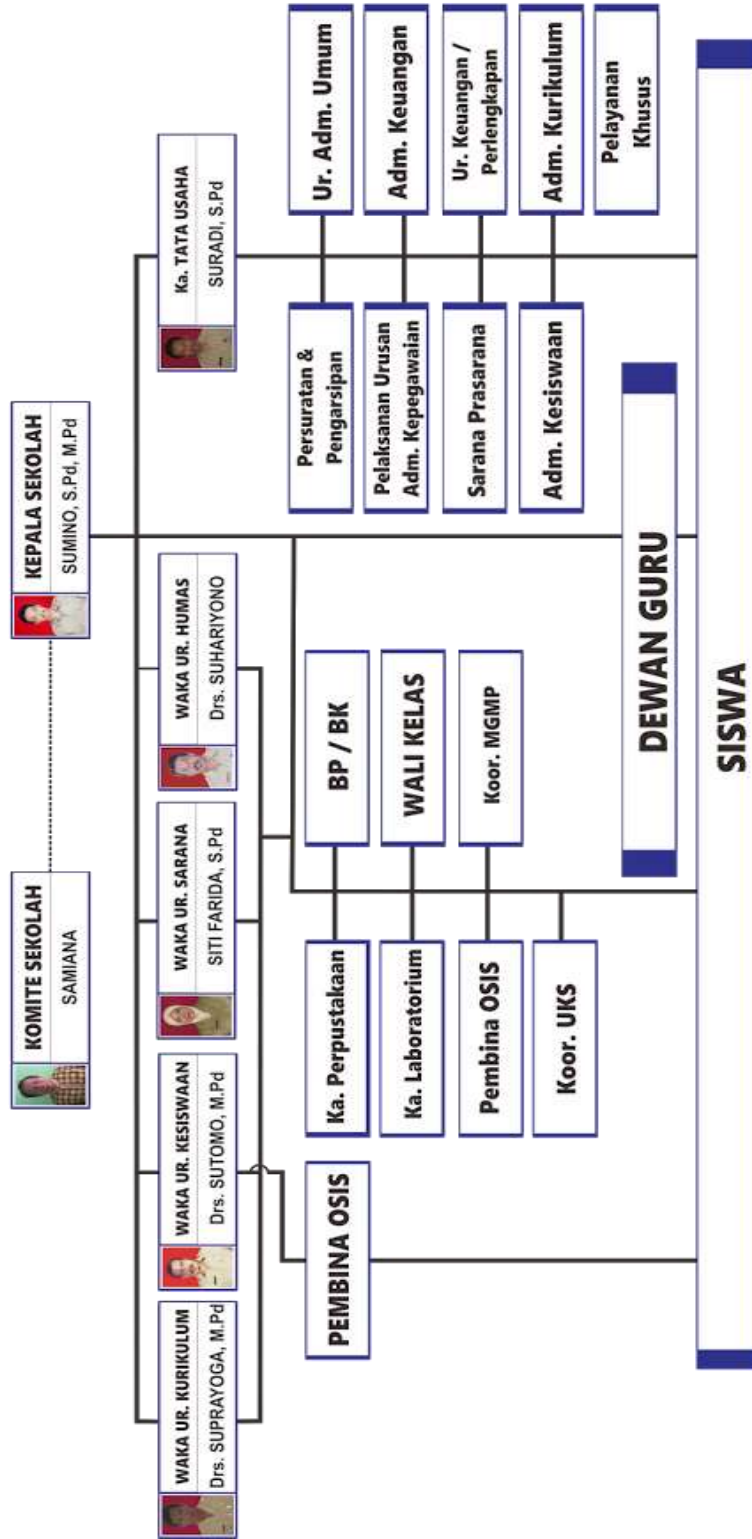 KOMITE SEKOLAH
SAMIANA
KEPALA SEKOLAH
SUMINO, S.Pd, M.Pd
WAKA UR. KURIKULUM
Drs. SUPRAYOGA, M.Pd
WAKA UR. KESISWAAN
Drs. SUTOMO, M.Pd
WAKA UR. SARANA
SITI FARIDA, S.Pd
WAKA UR. HUMAS
Drs. SUHARIYONO
Ka. TATA USAHA
SURADI, S.Pd
PEMBINA OSIS
Ka. Perpustakaan
BP / BK
Ka. Laboratorium
WALI KELAS
Pembina OSIS
Koor. MGMP
Koor. UKS
Persuratan &
Pengarsipan
Ur. Adm. Umum
Pelaksanan Urusan
Adm. Kepegawaian
Adm. Keuangan
Sarana Prasarana
Ur. Keuangan /
Perlengkapan
Adm. Kesiswaan
Adm. Kurikulum
Pelayanan
Khusus
DEWAN GURU
SISWA